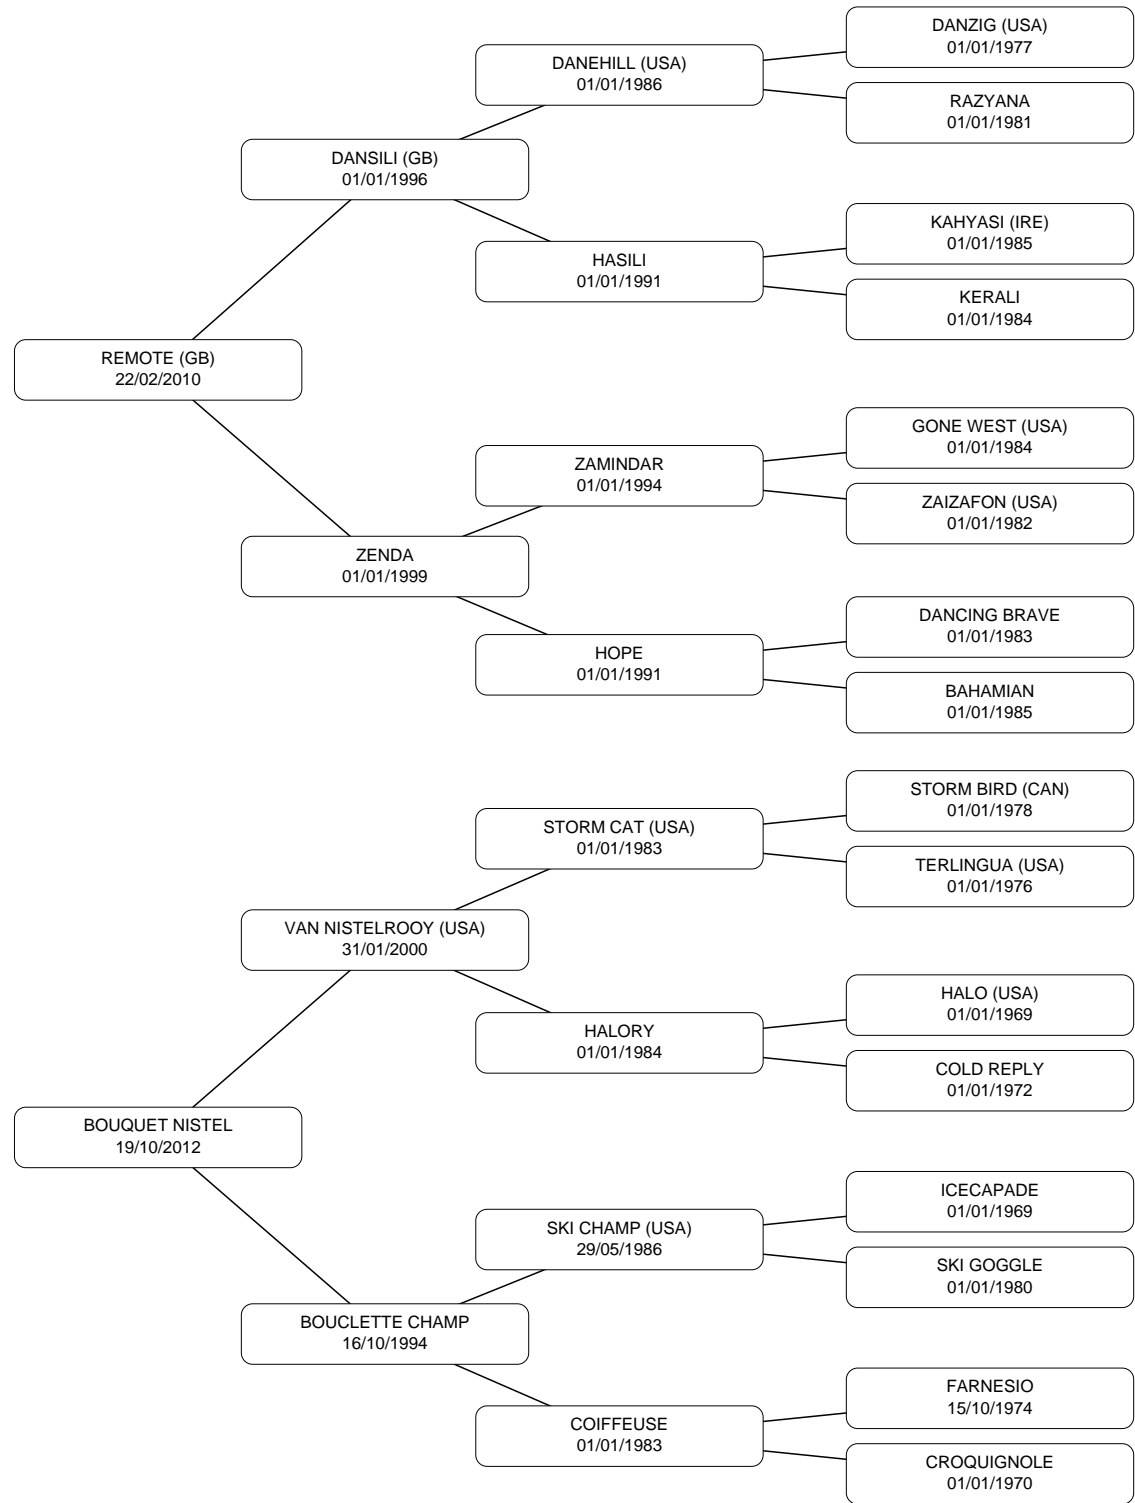 DANZIG (USA)
01/01/1977
DANEHILL (USA)
01/01/1986
RAZYANA
01/01/1981
DANSILI (GB)
01/01/1996
KAHYASI (IRE)
01/01/1985
HASILI
01/01/1991
KERALI
01/01/1984
REMOTE (GB)
22/02/2010
GONE WEST (USA)
01/01/1984
ZAMINDAR
01/01/1994
ZAIZAFON (USA)
01/01/1982
ZENDA
01/01/1999
DANCING BRAVE
01/01/1983
HOPE
01/01/1991
BAHAMIAN
01/01/1985
STORM BIRD (CAN)
01/01/1978
STORM CAT (USA)
01/01/1983
TERLINGUA (USA)
01/01/1976
VAN NISTELROOY (USA)
31/01/2000
HALO (USA)
01/01/1969
HALORY
01/01/1984
COLD REPLY
01/01/1972
BOUQUET NISTEL
19/10/2012
ICECAPADE
01/01/1969
SKI CHAMP (USA)
29/05/1986
SKI GOGGLE
01/01/1980
BOUCLETTE CHAMP
16/10/1994
FARNESIO
15/10/1974
COIFFEUSE
01/01/1983
CROQUIGNOLE
01/01/1970